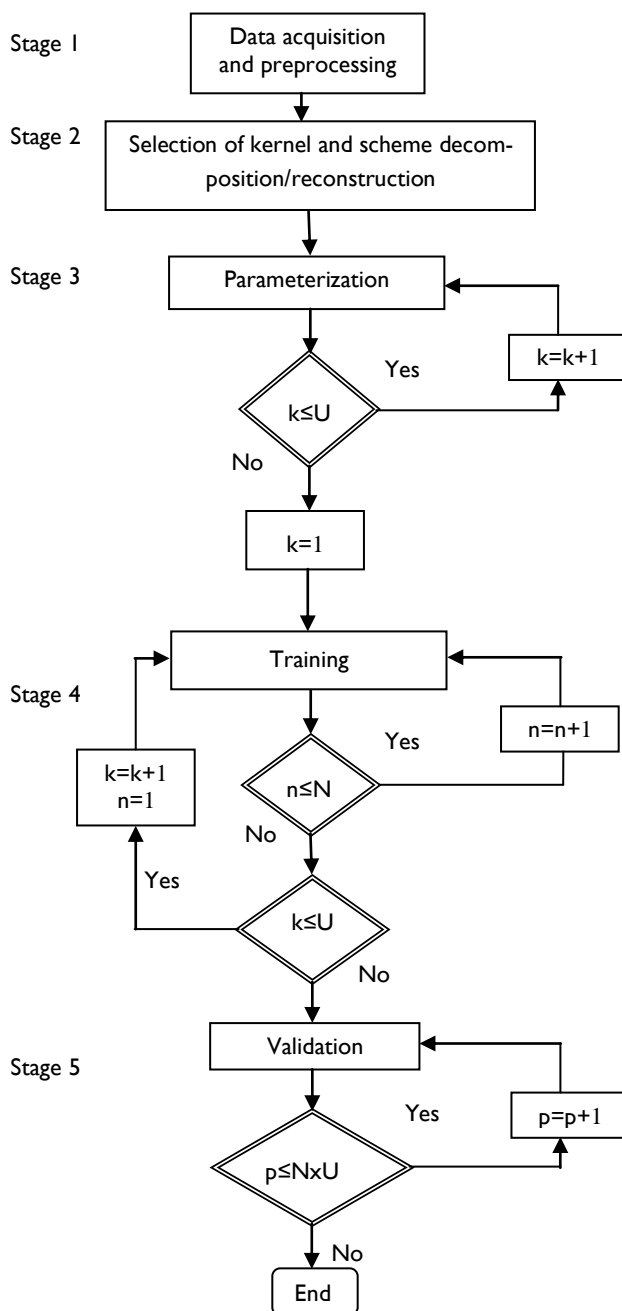 Stage 1
Data acquisition
and preprocessing
Stage 2
Selection of kernel and scheme decom-
position/reconstruction
Stage 3
Parameterization
Yes
k=k+1
k≤U
No
k=1
Training
Stage 4
n=n+1
Yes
k=k+1
n=1
n≤N
No
Yes
k≤U
No
Validation
Stage 5
Yes
p=p+1
p≤NxU
No
End